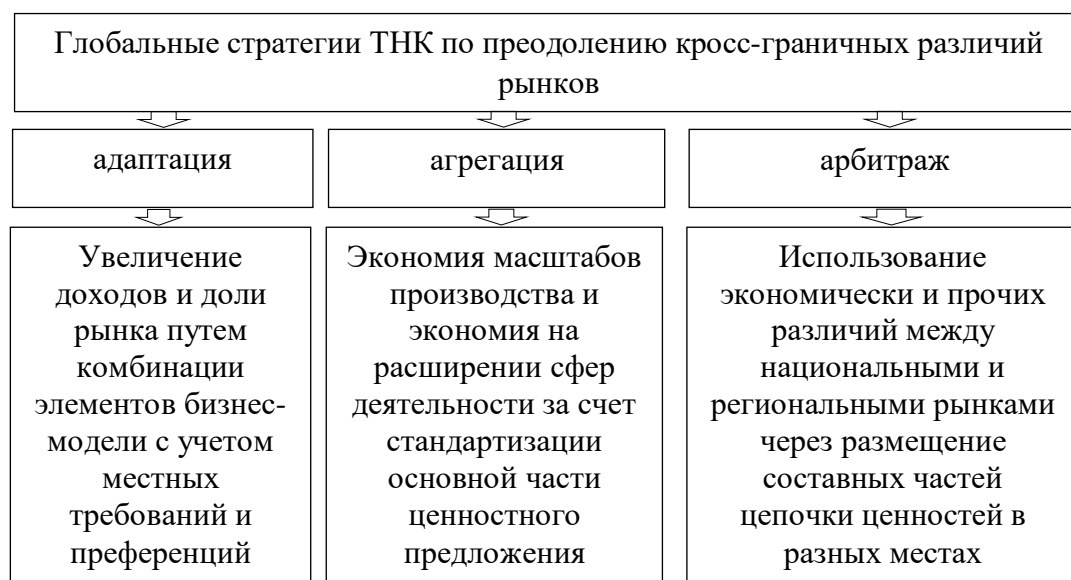 Глобальные стратегии ТНК по преодолению кросс-граничных различий
рынков
адаптация
агрегация
арбитраж
Увеличение
доходов и доли
рынка путем
комбинации
элементов бизнес-
модели с учетом
местных
требований и
преференций
Экономия масштабов
производства и
экономия на
расширении сфер
деятельности за счет
стандартизации
основной части
ценностного
предложения
Использование
экономически и прочих
различий между
национальными и
региональными рынками
через размещение
составных частей
цепочки ценностей в
разных местах